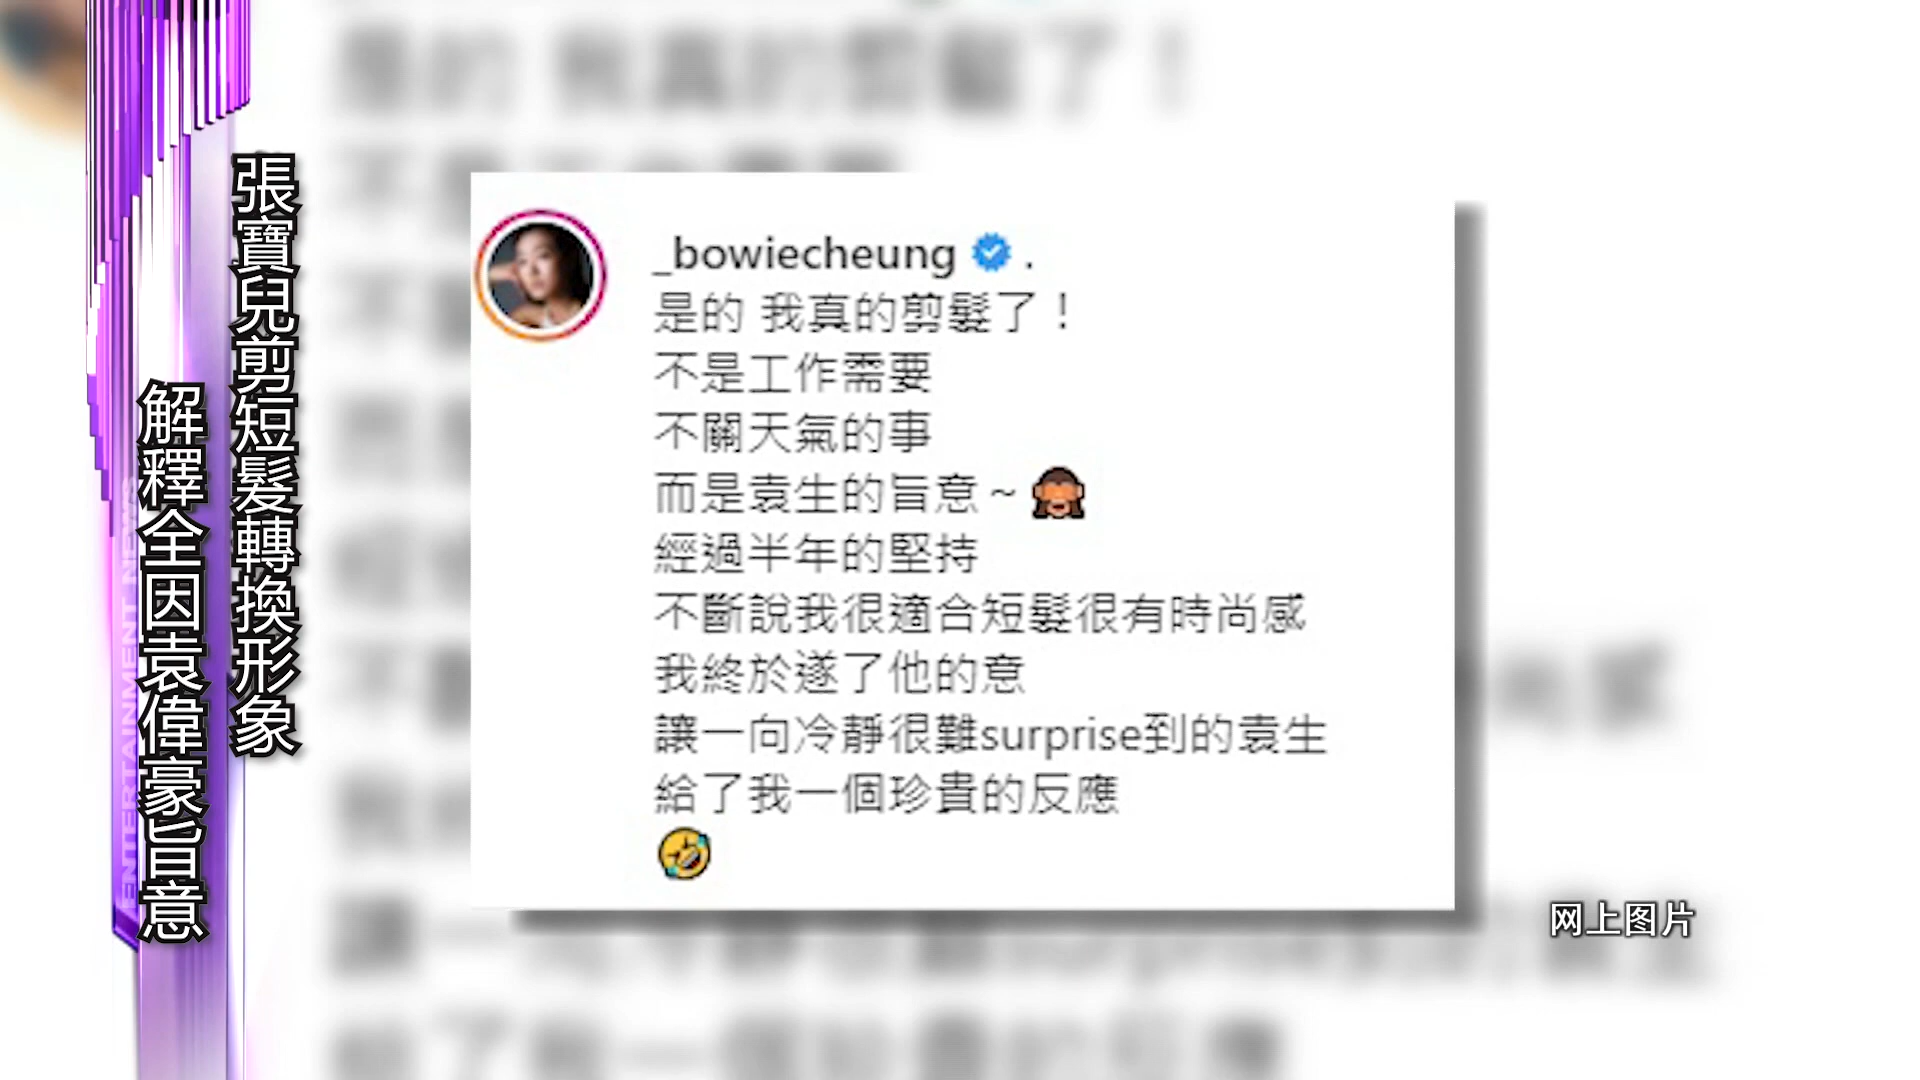 張寶兒剪短髮轉換形象
解釋全因袁偉豪旨意
ENTERTAINMENT NEWS
_bowiecheung .
是的 我真的剪髮了！
不是工作需要
不關天氣的事
而是袁生的旨意～🙈
經過半年的堅持
不斷說我很適合短髮很有時尚感
我終於遂了他的意
讓一向冷靜很難surprise到的袁生
給了我一個珍貴的反應
🤣
网上图片